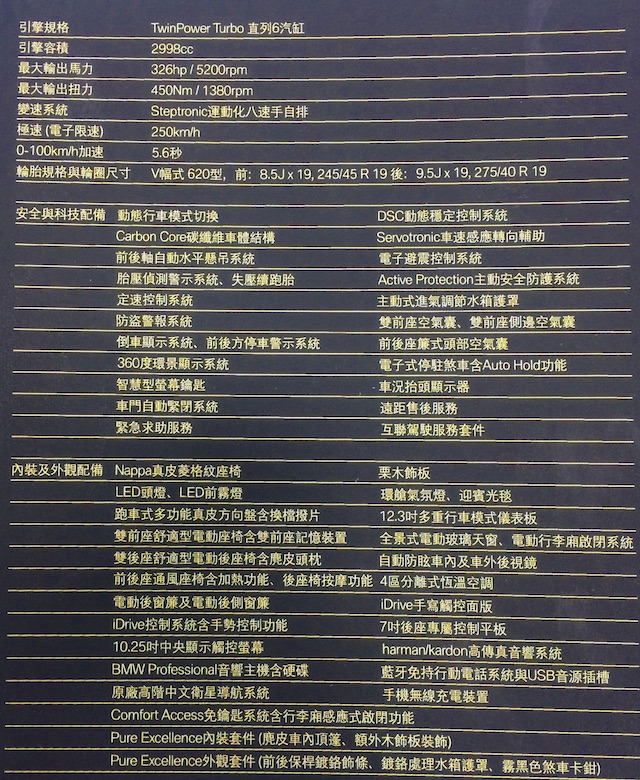 引擎規格 TwinPower Turbo 直列6汽缸
引擎容積 2998cc
最大輸出馬力 326hp / 5200rpm
最大輸出扭力 450Nm / 1380rpm
變速系統 Steptronic運動化八速手自排
極速 (電子限速) 250km/h
0-100km/h加速 5.6秒
輪胎規格與輪圈尺寸 V幅式 620型，前：8.5J x 19, 245/45 R 19 後：9.5J x 19, 275/40 R 19
安全與科技配備 動態行車模式切換 DSC動態穩定控制系統
Carbon Core碳纖維車體結構 Servotronic車速感應轉向輔助
前後軸自動水平懸吊系統 電子避震控制系統
胎壓偵測警示系統、失壓續跑胎 Active Protection主動安全防護系統
定速控制系統 主動式進氣調節水箱護罩
防盜警報系統 雙前座空氣囊、雙前座側邊空氣囊
倒車顯示系統、前後方停車警示系統 前後座簾式頭部空氣囊
360度環景顯示系統 電子式停駐煞車含Auto Hold功能
智慧型螢幕鑰匙 車況抬頭顯示器
車門自動緊閉系統 遠距售後服務
緊急求助服務 互聯駕駛服務套件
內裝及外觀配備 Nappa真皮菱格紋座椅 栗木飾板
LED頭燈、LED前霧燈 環艙氣氛燈、迎賓光毯
跑車式多功能真皮方向盤含換檔撥片 12.3吋多重行車模式儀表板
雙前座舒適型電動座椅含雙前座記憶裝置 全景式電動玻璃天窗、電動行李廂啟閉系統
雙後座舒適型電動後座椅含麂皮頭枕 自動防眩車內及車外後視鏡
前後座通風座椅含加熱功能、後座椅按摩功能 4區分離式恆溫空調
電動後窗簾及電動後側窗簾 iDrive手寫觸控面版
iDrive控制系統含手勢控制功能 7吋後座專屬控制平板
10.25吋中央顯示觸控螢幕 harman/kardon高傳真音響系統
BMW Professional音響主機含硬碟 藍牙免持行動電話系統與USB音源插槽
原廠高階中文衛星導航系統 手機無線充電裝置
Comfort Access免鑰匙系統含行李廂感應式啟閉功能
Pure Excellence內裝套件 (麂皮車內頂篷、額外木飾板裝飾)
Pure Excellence外觀套件 (前後保桿鍍鉻飾條、鍍鉻處理水箱護罩、霧黑色煞車卡鉗)